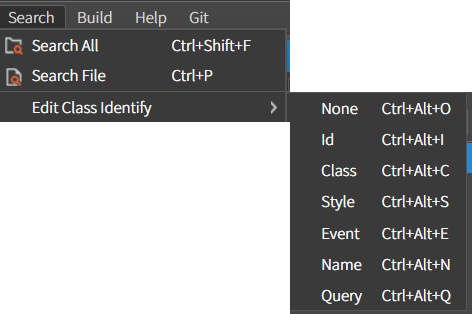 Search Build Help Git
Search All Ctrl+Shift+F
Search File Ctrl+P
Edit Class Identify
None Ctrl+Alt+O
Id Ctrl+Alt+I
Class Ctrl+Alt+C
Style Ctrl+Alt+S
Event Ctrl+Alt+E
Name Ctrl+Alt+N
Query Ctrl+Alt+Q